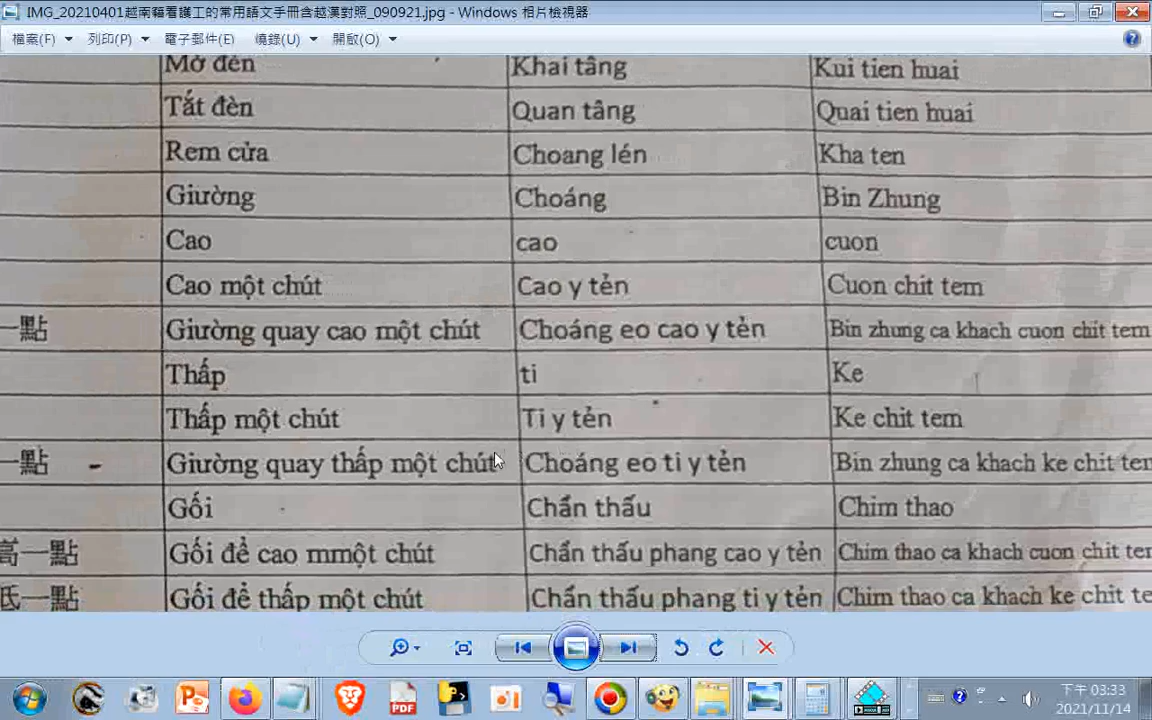 IMG_20210401越南籍看護工的常用語文手冊含越漢對照_090921.jpg - Windows 相片檢視器
檔案(F) 列印(P) 電子郵件(E) 燒錄(U) 開啟(O)
Mở đèn Khai tâng Kui tien huai
Tắt đèn Quan tâng Quai tien huai
Rem cửa Choang lén Kha ten
Giường Choáng Bin Zhung
Cao cao cuon
Cao một chút Cao y tẻn Cuon chit tem
一點 Giường quay cao một chút Choáng eo cao y tẻn Bin zhung ca khach cuon chit tem
Thấp ti Ke
Thấp một chút Ti y tẻn Ke chit tem
一點 - Giường quay thấp một chút Choáng eo ti y tẻn Bin zhung ca khach ke chit
Gối Chẩn thấu Chim thao
高一點 Gối để cao mmột chút Chẩn thấu phang cao y tẻn Chim thao ca khach cuon chit
低一點 Gối để thấp một chút Chẩn thấu phang ti y tẻn Chim thao ca khach ke chit
PDF
下午 03:33
2021/11/14